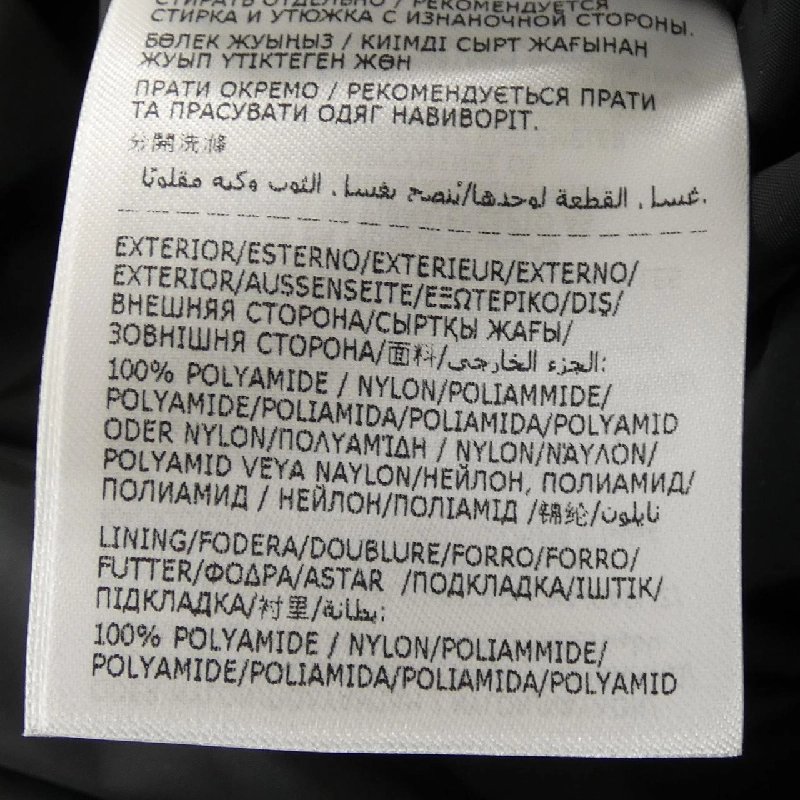 СТИРАТЬ ОТДЕЛЬНО / РЕКОМЕНДУЕТСЯ
СТИРКА И УТЮЖКА С ИЗНАНОЧНОЙ СТОРОНЫ.
БӨЛЕК ЖУЫҢЫЗ / КИІМДІ СЫРТ ЖАҒЫНАН
ЖУЫП ҮТІКТЕГЕН ЖӨН
ПРАТИ ОКРЕМО / РЕКОМЕНДУЄТЬСЯ ПРАТИ
ТА ПРАСУВАТИ ОДЯГ НАВИВОРІТ.
分開洗滌
غسل القطعة لوحدها/ننصح بغسل الثوب وكيه مقلوبًا.
EXTERIOR/ESTERNO/EXTERIEUR/EXTERNO/
EXTERIOR/AUSSENSEITE/ΕΞΩΤΕΡΙΚΟ/DIŞ/
ВНЕШНЯЯ СТОРОНА/СЫРТҚЫ ЖАҒЫ/
ЗОВНІШНЯ СТОРОНА/面料/الجزء الخارجي:
100% POLYAMIDE / NYLON/POLIAMMIDE/
POLYAMIDE/POLIAMIDA/POLIAMIDA/POLYAMID
ODER NYLON/ΠΟΛΥΑΜΊΔΗ / NYLON/ΝΆΥΛΟΝ/
POLYAMID VEYA NAYLON/НЕЙЛОН, ПОЛИАМИД/
ПОЛИАМИД / НЕЙЛОН/ПОЛІАМІД /锦纶/نايلون
LINING/FODERA/DOUBLURE/FORRO/FORRO/
FUTTER/ΦΟΔΡΑ/ASTAR /ПОДКЛАДКА/ІШТІК/
ПІДКЛАДКА/衬里/بطانة:
100% POLYAMIDE / NYLON/POLIAMMIDE/
POLYAMIDE/POLIAMIDA/POLIAMIDA/POLYAMID